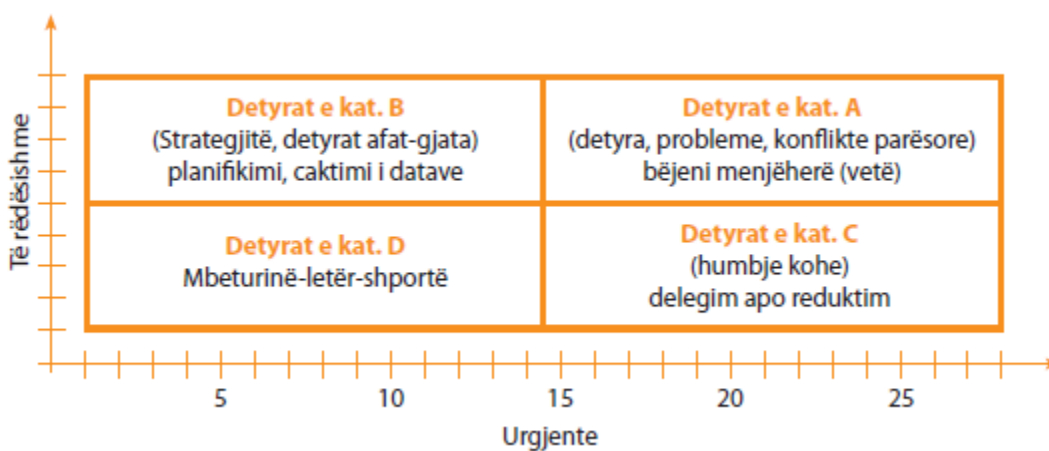 Të rëdësishme
Detyrat e kat. B
(Strategjitë, detyrat afat-gjata)
planifikimi, caktimi i datave
Detyrat e kat. A
(detyra, probleme, konflikte parësore)
bëjeni menjëherë (vetë)
Detyrat e kat. D
Mbeturinë-letër-shportë
Detyrat e kat. C
(humbje kohe)
delegim apo reduktim
5 10 15 20 25
Urgjente